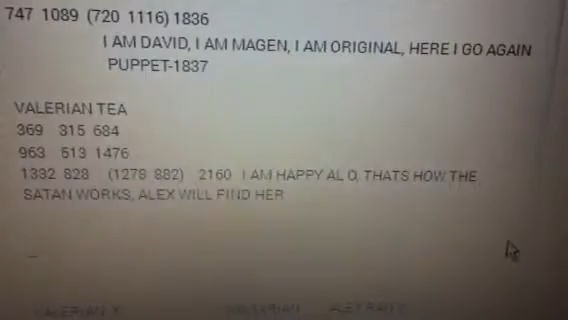 747 1089 (720 1116) 1836
I AM DAVID, I AM MAGEN, I AM ORIGINAL, HERE I GO AGAIN
PUPPET-1837
VALERIAN TEA
369 315 684
963 513 1476
1332 828 (1278 882) 2160 I AM HAPPY AL O, THATS HOW THE
SATAN WORKS, ALEX WILL FIND HER